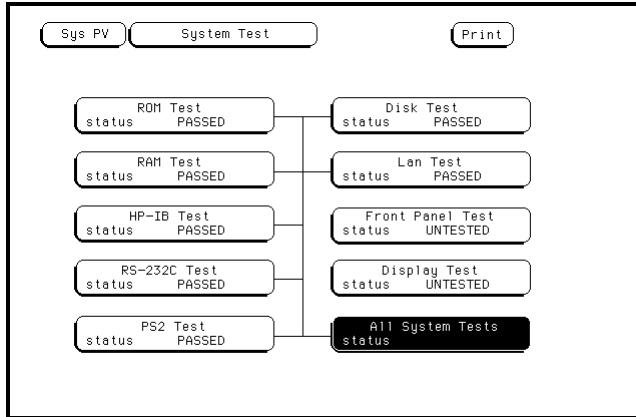 Sys PV System Test Print
ROM Test
status PASSED
Disk Test
status PASSED
RAM Test
status PASSED
Lan Test
status PASSED
HP-IB Test
status PASSED
Front Panel Test
status UNTESTED
RS-232C Test
status PASSED
Display Test
status UNTESTED
PS2 Test
status PASSED
All System Tests
status